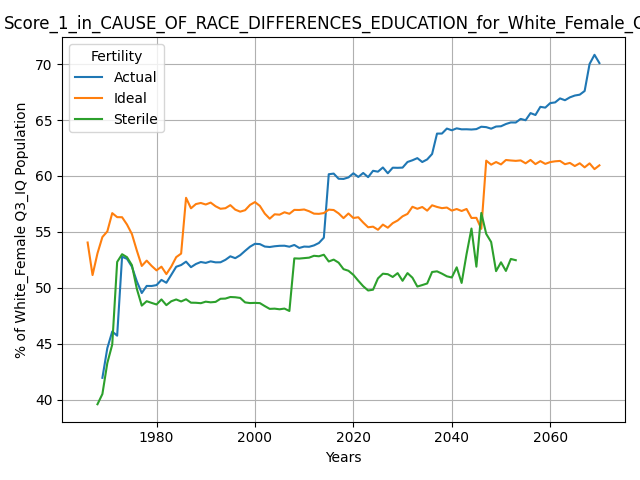 Score_1_in_CAUSE_OF_RACE_DIFFERENCES_EDUCATION_for_White_Female_
Fertility
Actual
Ideal
Sterile
% of White_Female Q3_IQ Population
70
65
60
55
50
45
40
1980
2000
2020
2040
2060
Years